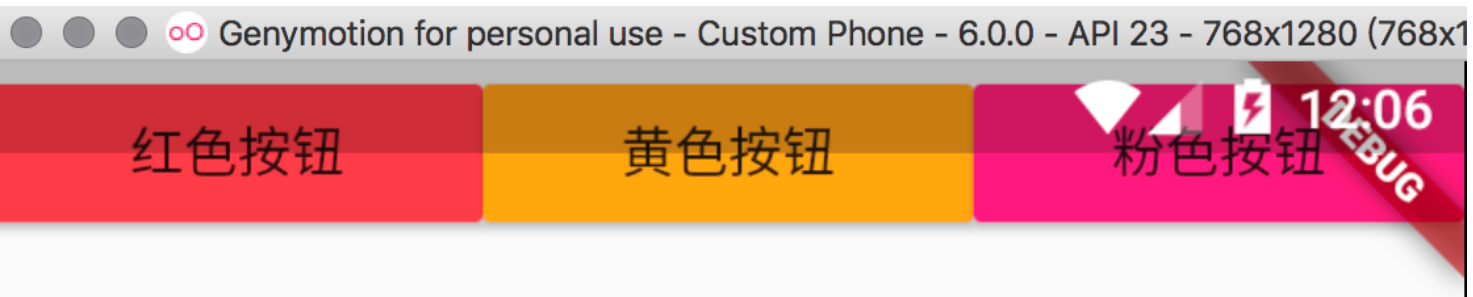 Genymotion for personal use - Custom Phone - 6.0.0 - API 23 - 768x1280 (768x1
12:06
红色按钮 黄色按钮 粉色按钮
DEBUG